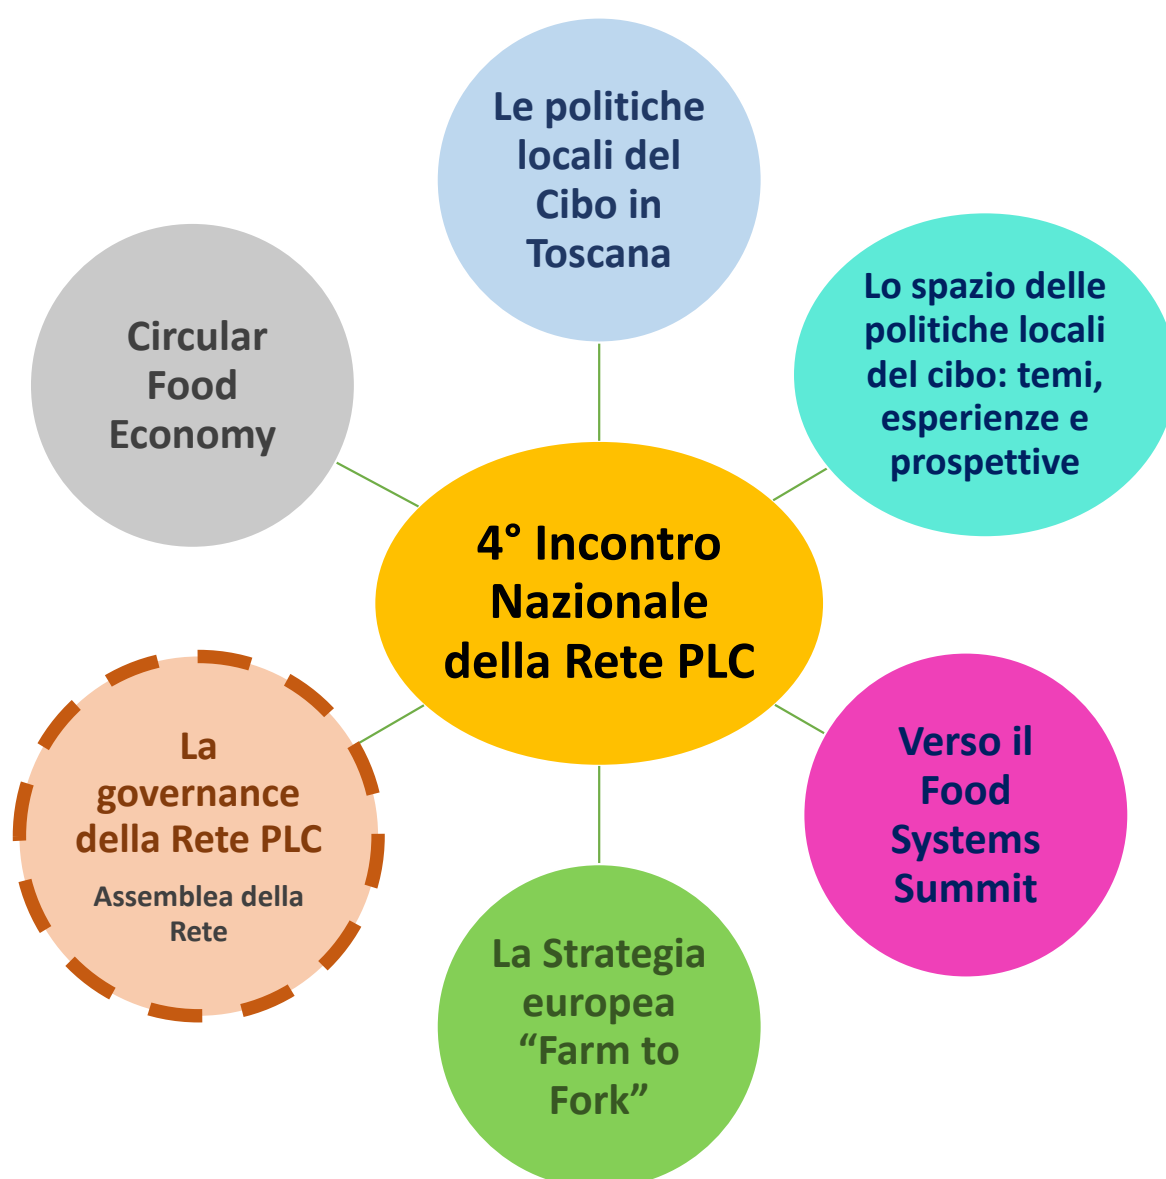 Le politiche
locali del
Cibo in
Toscana
Lo spazio delle
politiche locali
del cibo: temi,
esperienze e
prospettive
Circular
Food
Economy
4° Incontro
Nazionale
della Rete PLC
Verso il
Food
Systems
Summit
La
governance
della Rete PLC
Assemblea della
Rete
La Strategia
europea
“Farm to
Fork”